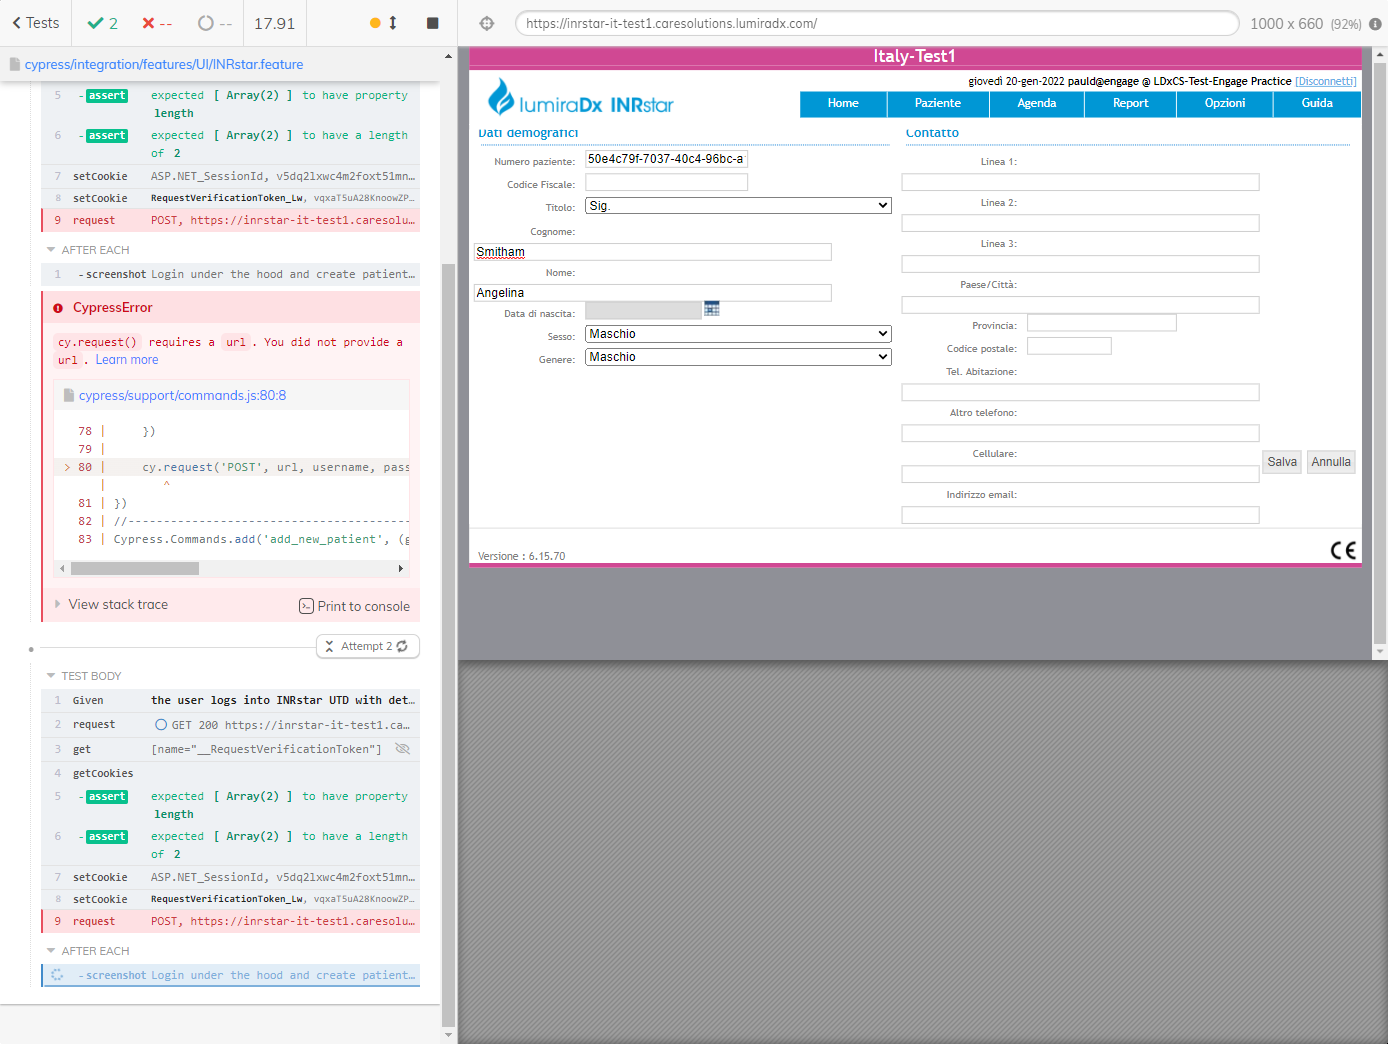 Tests
2
--
--
17.91
cypress/integration/features/UI/INRstar.feature
5 -assert expected [ Array(2) ] to have property
length
6 -assert expected [ Array(2) ] to have a length
of 2
7 setCookie ASP.NET_SessionId, v5dq2lxwc4m2foxt51mn…
8 setCookie RequestVerificationToken_Lw, vqxaT5uA28KnoowZP…
9 request POST, https://inrstar-it-test1.caresolu…
AFTER EACH
1 -screenshot Login under the hood and create patient…
CypressError
cy.request() requires a url. You did not provide a
url. Learn more
cypress/support/commands.js:80:8
78 | })
79 |
> 80 | cy.request('POST', url, username, pass
| ^
81 | })
82 | //---------------------------------------
83 | Cypress.Commands.add('add_new_patient', (g
View stack trace
Print to console
Attempt 2
TEST BODY
1 Given the user logs into INRstar UTD with det…
2 request GET 200 https://inrstar-it-test1.ca…
3 get [name="__RequestVerificationToken"]
4 getCookies
5 -assert expected [ Array(2) ] to have property
length
6 -assert expected [ Array(2) ] to have a length
of 2
7 setCookie ASP.NET_SessionId, v5dq2lxwc4m2foxt51mn…
8 setCookie RequestVerificationToken_Lw, vqxaT5uA28KnoowZP…
9 request POST, https://inrstar-it-test1.caresolu…
AFTER EACH
-screenshot Login under the hood and create patient…
https://inrstar-it-test1.caresolutions.lumiradx.com/
1000 x 660 (92%)
Italy-Test1
giovedì 20-gen-2022 pauld@engage @ LDxCS-Test-Engage Practice [Disconnetti]
lumiraDx INRstar
Home Paziente Agenda Report Opzioni Guida
Dati demografici
Numero paziente: 50e4c79f-7037-40c4-96bc-a
Codice Fiscale:
Titolo: Sig.
Cognome:
Smitham
Nome:
Angelina
Data di nascita:
Sesso: Maschio
Genere: Maschio
Contatto
Linea 1:
Linea 2:
Linea 3:
Paese/Città:
Provincia:
Codice postale:
Tel. Abitazione:
Altro telefono:
Cellulare:
Indirizzo email:
Salva Annulla
Versione : 6.15.70
CE